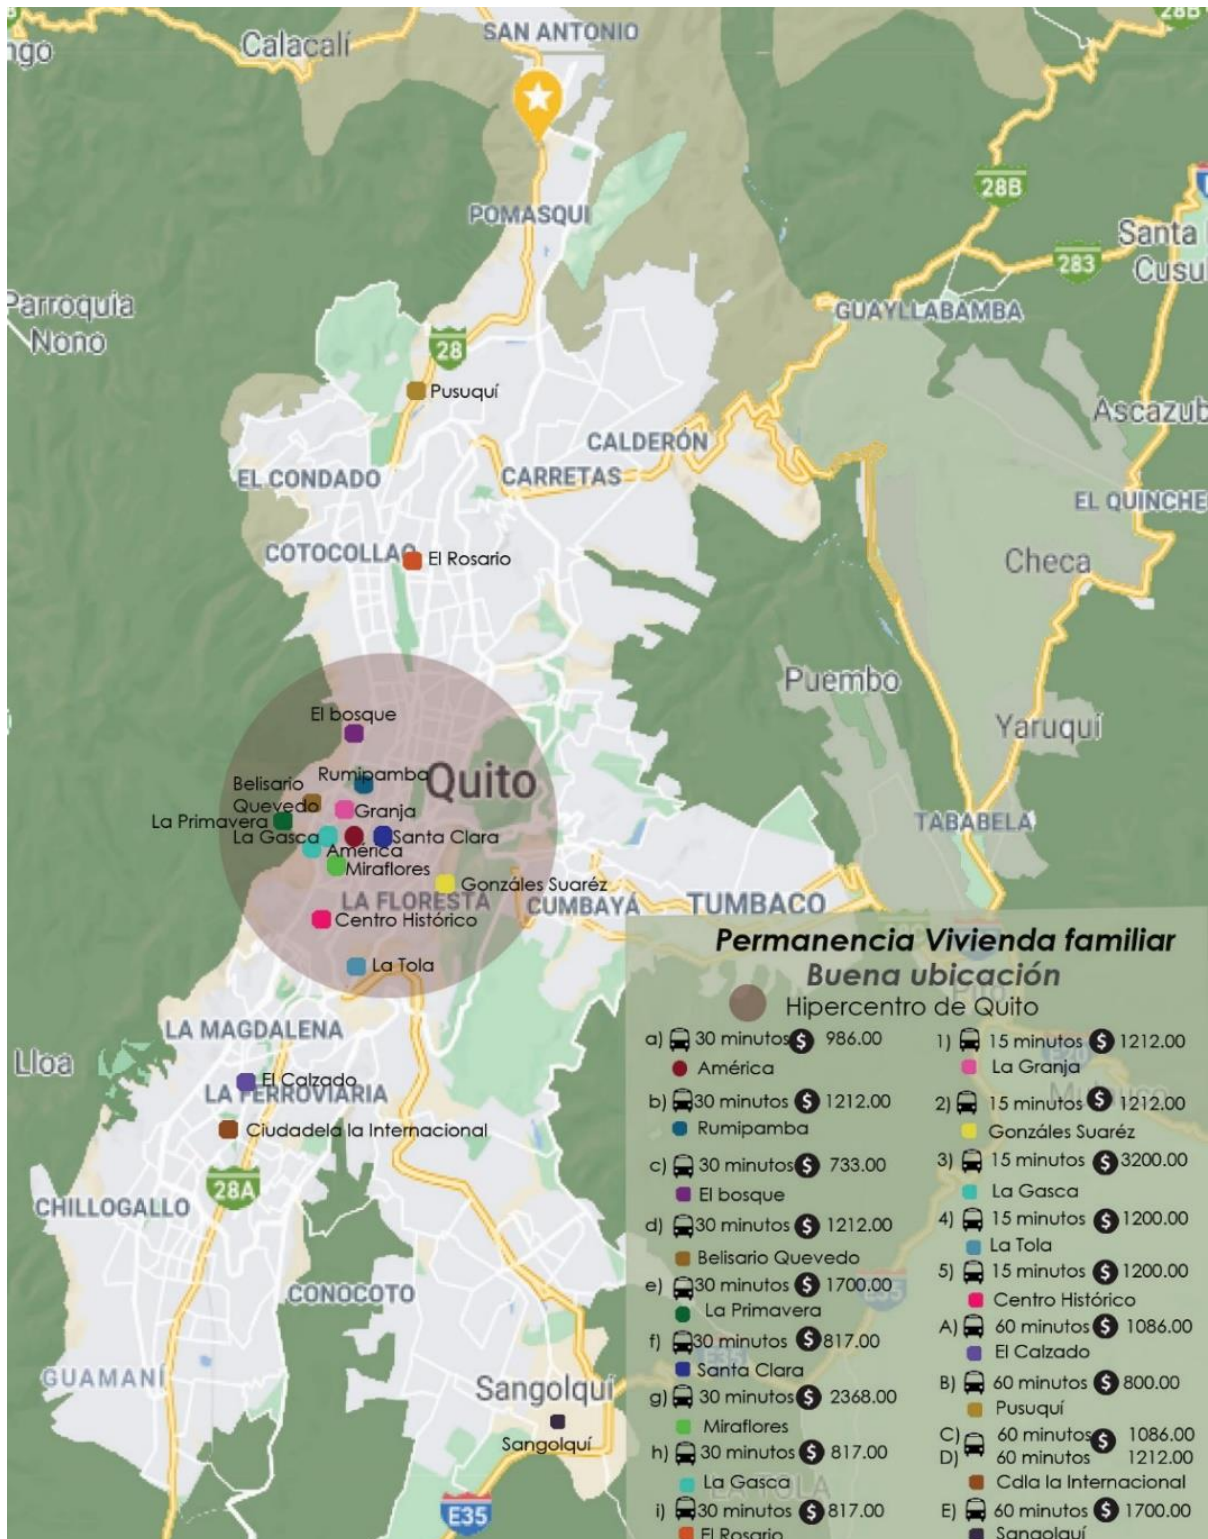 SAN ANTONIO
28B
Calacalí
ngo
28B
POMASQUI
Santa
283
Cusul
Parroquia
Nono
GUAYLLABAMBA
28
Pusuquí
Ascazub
CALDERÓN
EL CONDADO
CARRETAS
EL QUINCHE
COTOCOLLAO
El Rosario
Checa
Puembo
El bosque
Yaruquí
Rumipamba
Quito
Belisario
Quevedo
Granja
La Primavera
La Gasca
Santa Clara
América
Miraflores
TABABELA
Gonzáles Suaréz
LA FLORESTA
CUMBAYÁ
TUMBACO
Centro Histórico
La Tola
LA MAGDALENA
Lloa
El Calzado
LA FERROVIARIA
Ciudadela la Internacional
28A
CHILLOGALLO
CONOCOTO
GUAMANÍ
Sangolquí
Sangolquí
E35
Permanencia Vivienda familiar
Buena ubicación
Hipercentro de Quito
a) 30 minutos $ 986.00
América
b) 30 minutos $ 1212.00
Rumipamba
c) 30 minutos $ 733.00
El bosque
d) 30 minutos $ 1212.00
Belisario Quevedo
e) 30 minutos $ 1700.00
La Primavera
f) 30 minutos $ 817.00
Santa Clara
g) 30 minutos $ 2368.00
Miraflores
h) 30 minutos $ 817.00
La Gasca
i) 30 minutos $ 817.00
El Rosario
1) 15 minutos $ 1212.00
La Granja
2) 15 minutos $ 1212.00
Gonzáles Suaréz
3) 15 minutos $ 3200.00
La Gasca
4) 15 minutos $ 1200.00
La Tola
5) 15 minutos $ 1200.00
Centro Histórico
A) 60 minutos $ 1086.00
El Calzado
B) 60 minutos $ 800.00
Pusuquí
C) 60 minutos $ 1086.00
D) 60 minutos 1212.00
Cdla la Internacional
E) 60 minutos $ 1700.00
Sangolquí
E35
E35
LA TOLA